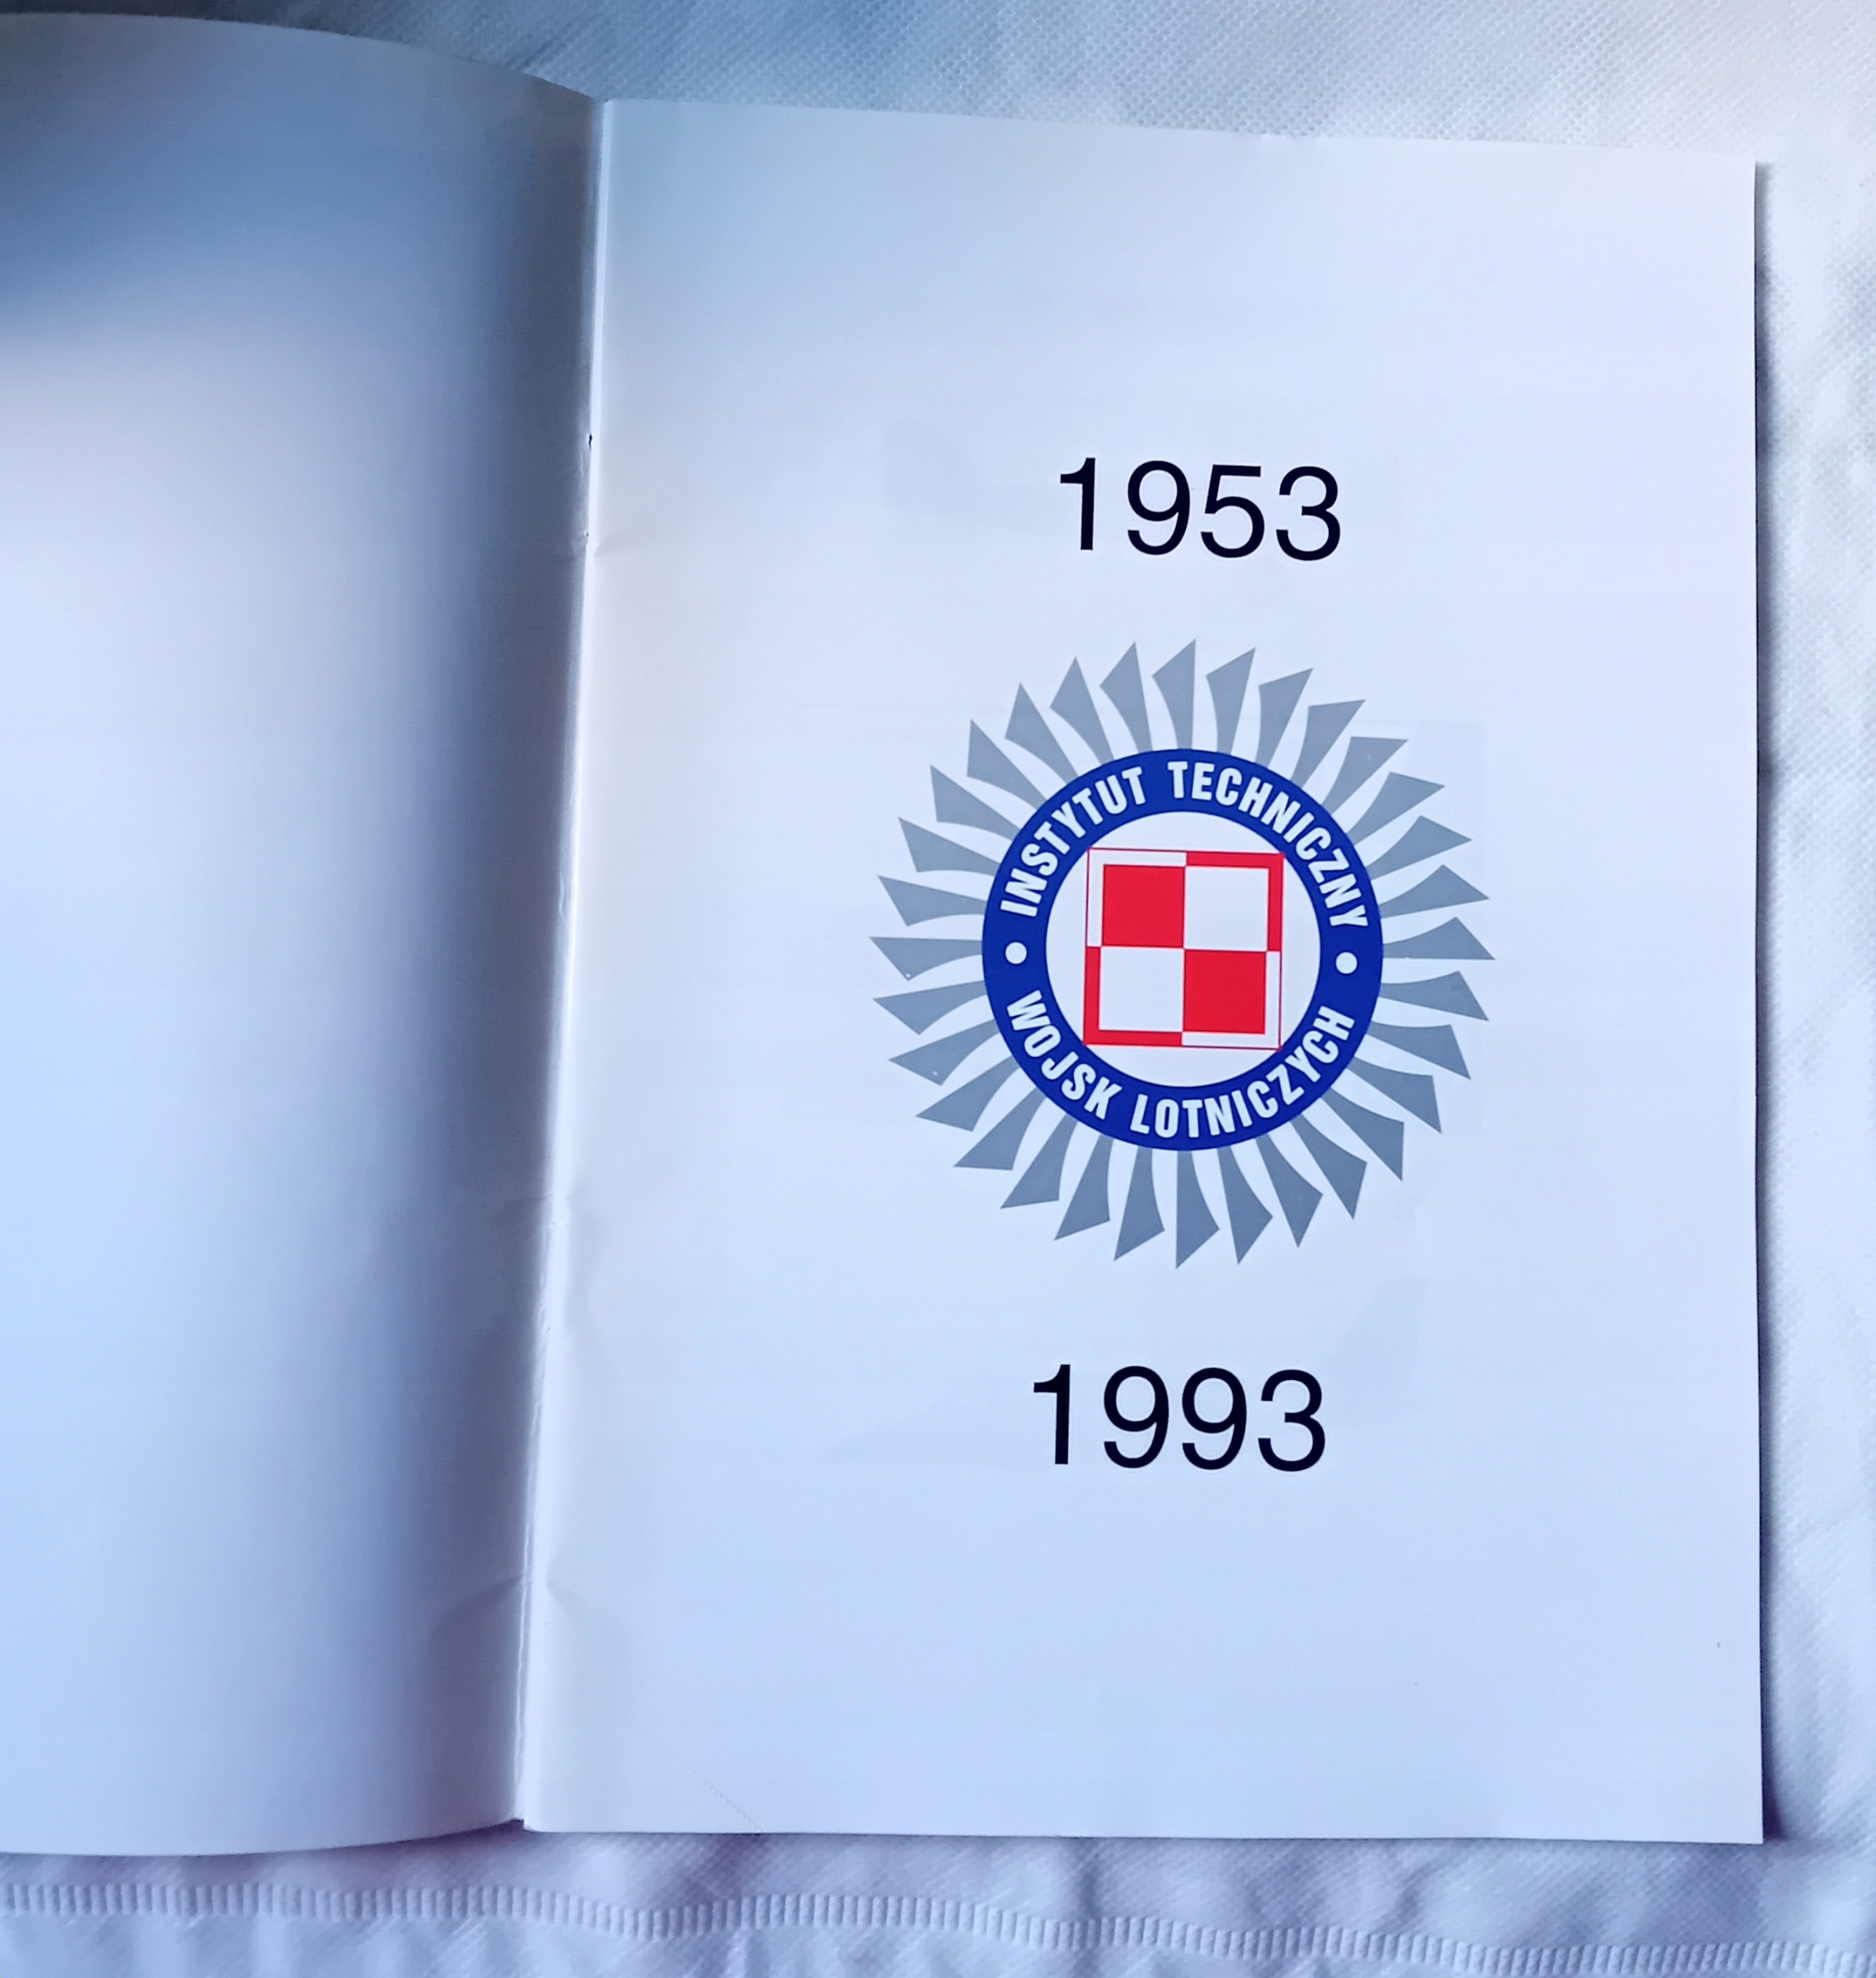 1953
INSTYTUT TECHNICZNY
WOJSK LOTNICZYCH
1993